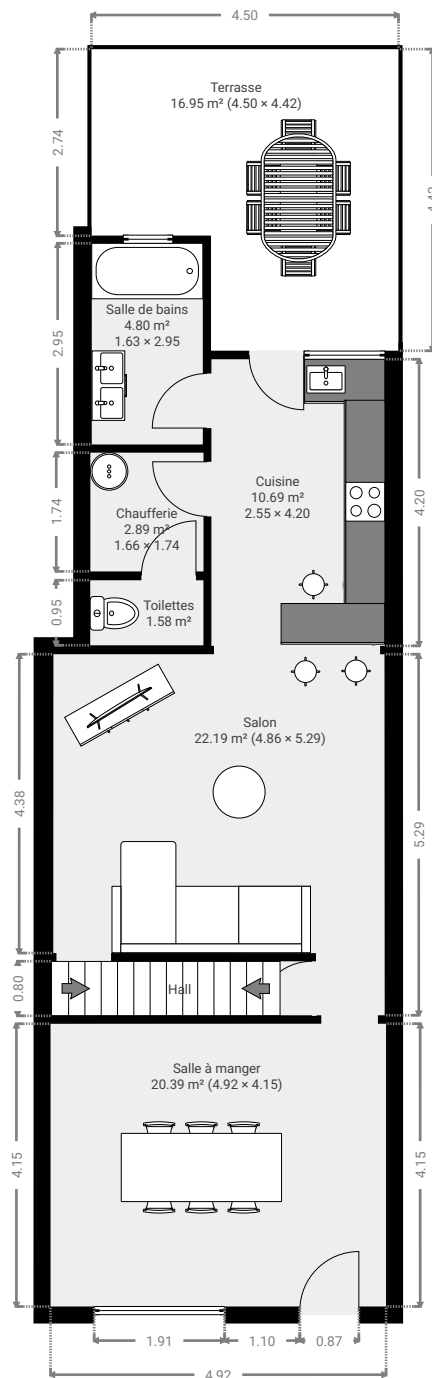 4.50
Terrasse
16.95 m² (4.50 × 4.42)
2.74
4.42
Salle de bains
4.80 m²
1.63 × 2.95
2.95
Cuisine
10.69 m²
2.55 × 4.20
4.20
Chaufferie
2.89 m²
1.66 × 1.74
1.74
Toilettes
1.58 m²
0.95
Salon
22.19 m² (4.86 × 5.29)
4.38
5.29
Hall
0.80
Salle à manger
20.39 m² (4.92 × 4.15)
4.15
4.15
1.91
1.10
0.87
4.92